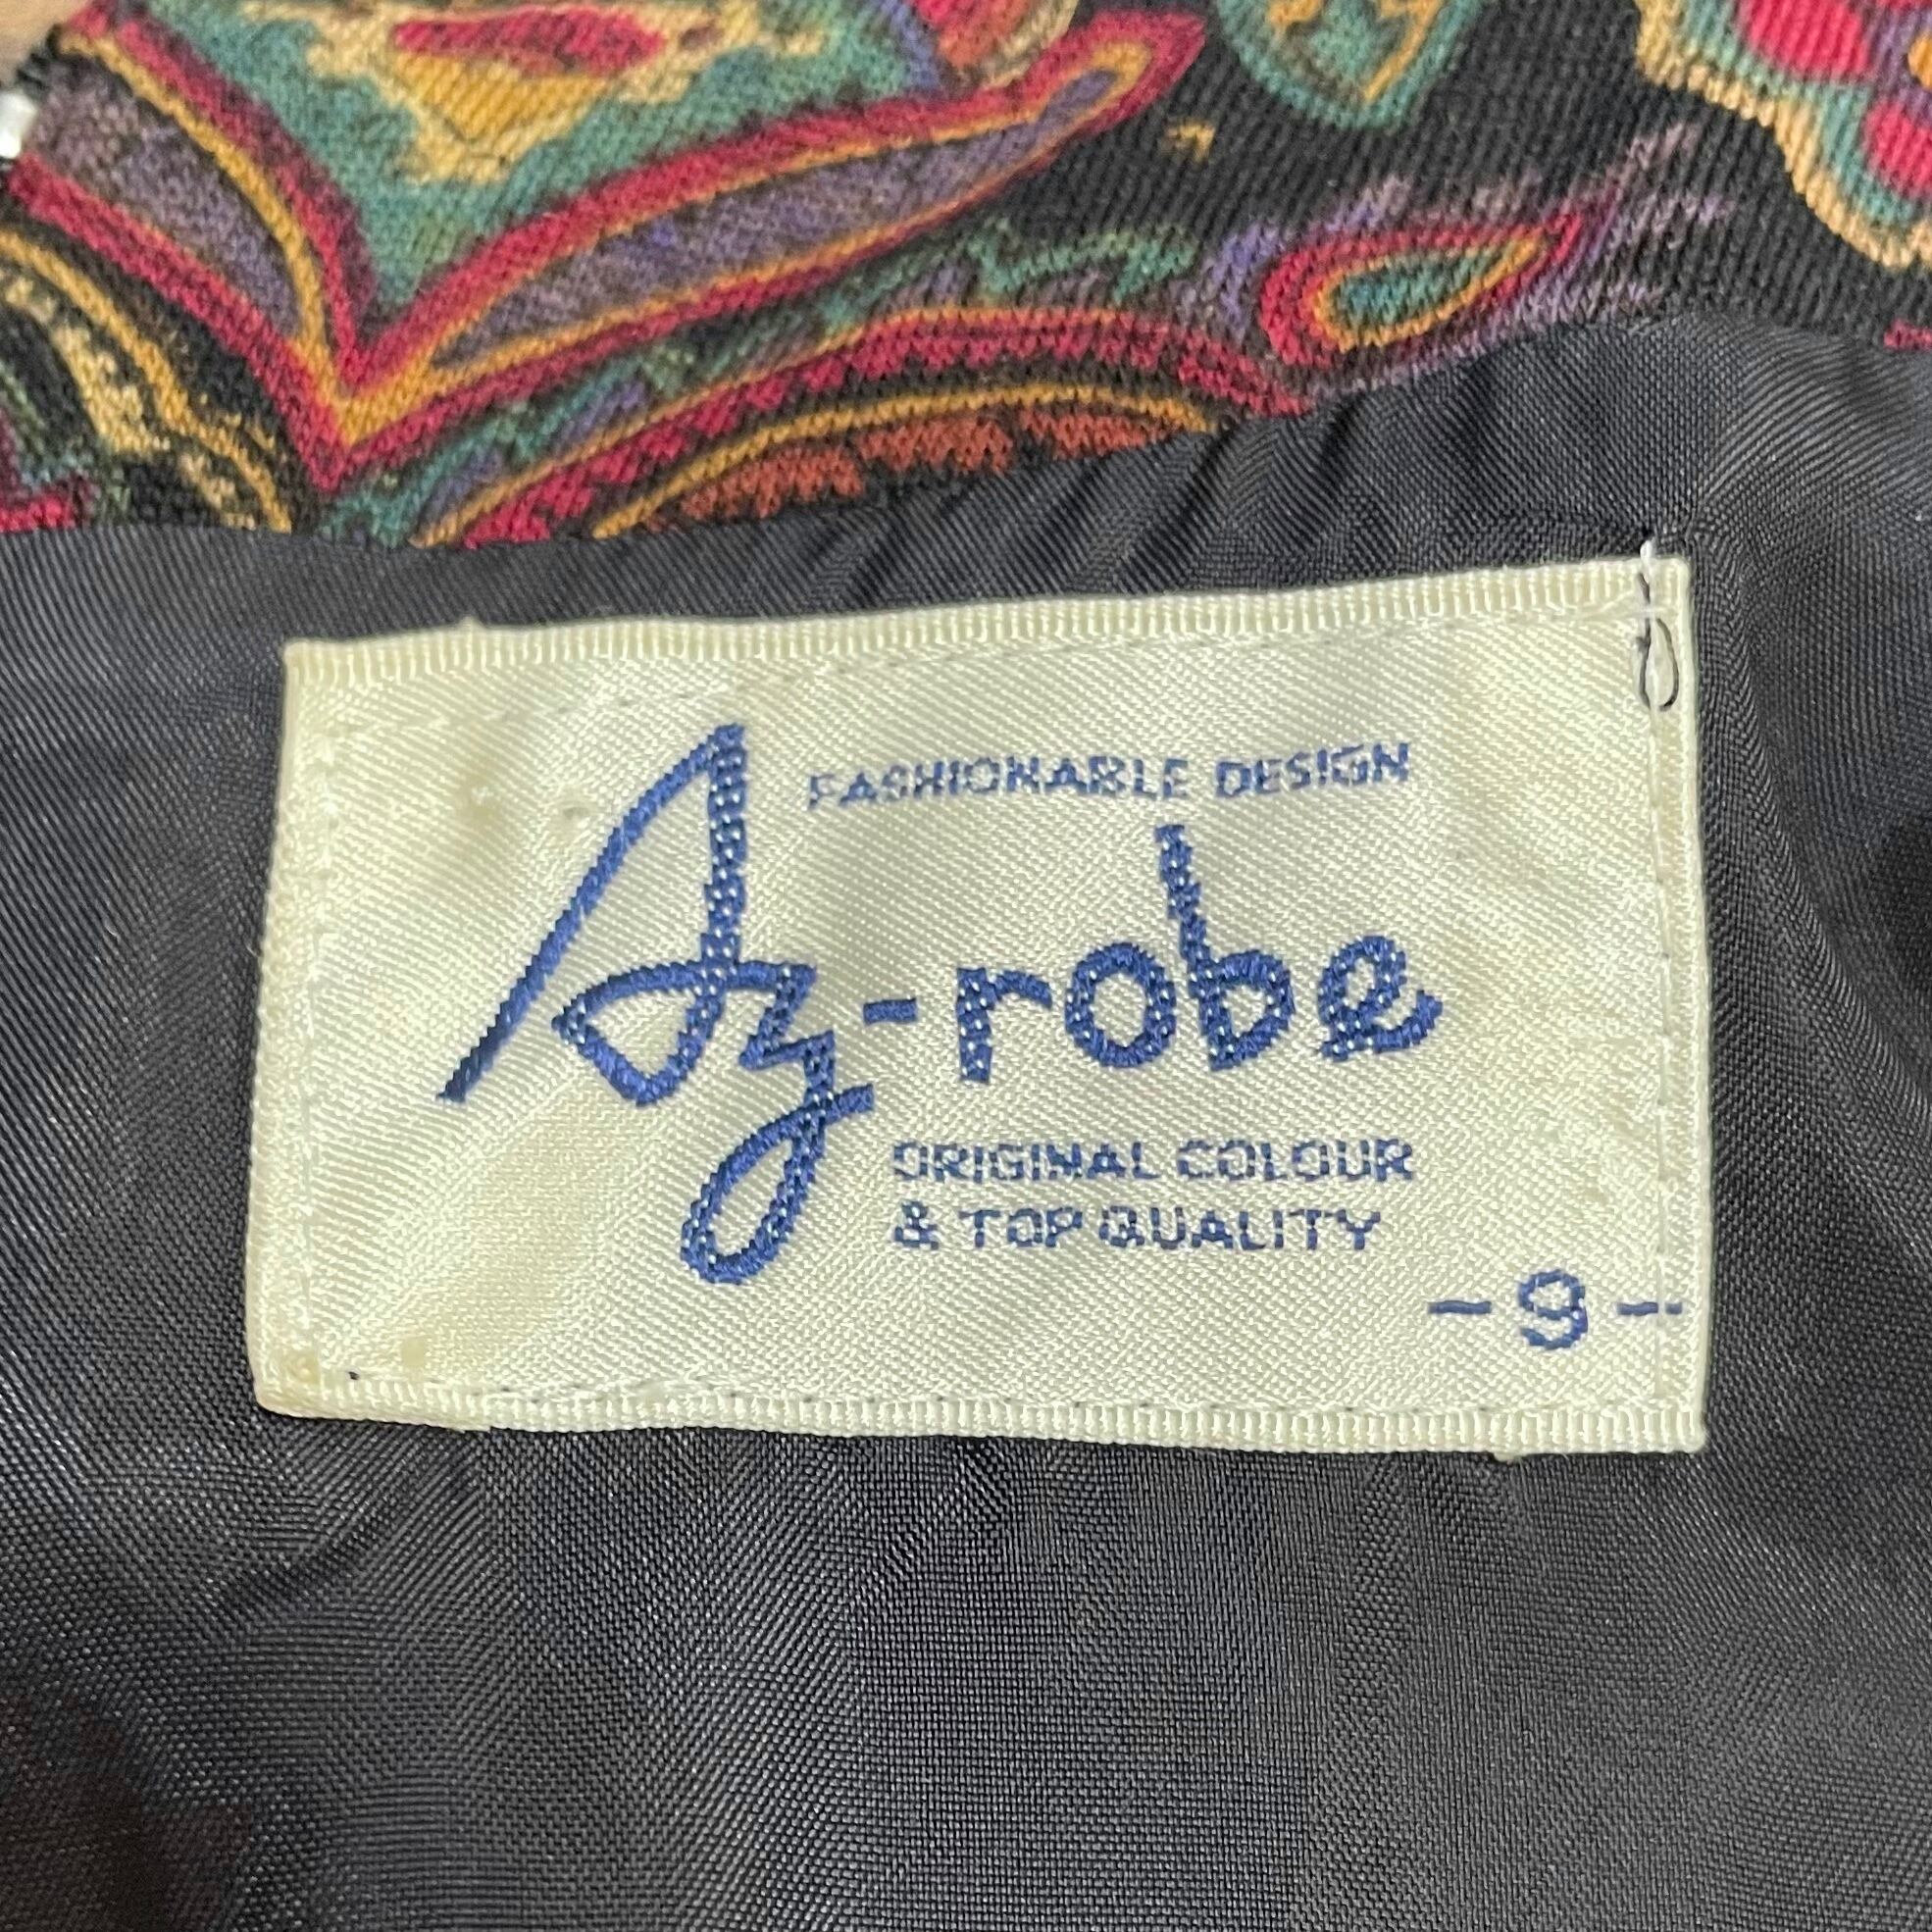 FASHIONABLE DESIGN
Az-robe
ORIGINAL COLOUR
& TOP QUALITY
-9-